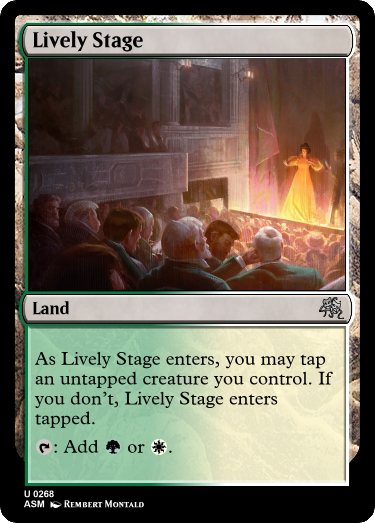 Lively Stage
Land
As Lively Stage enters, you may tap
an untapped creature you control. If
you don't, Lively Stage enters
tapped.
: Add or .
U 0268
ASM Rembert Montald